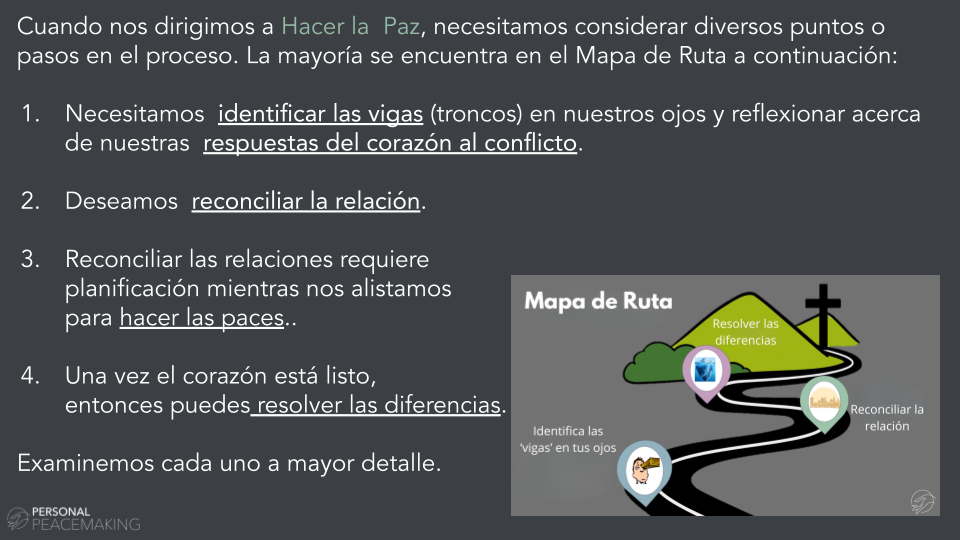 Cuando nos dirigimos a Hacer la Paz, necesitamos considerar diversos puntos o
pasos en el proceso. La mayoría se encuentra en el Mapa de Ruta a continuación:
1. Necesitamos identificar las vigas (troncos) en nuestros ojos y reflexionar acerca
de nuestras respuestas del corazón al conflicto.
2. Deseamos reconciliar la relación.
3. Reconciliar las relaciones requiere
planificación mientras nos alistamos
para hacer las paces..
4. Una vez el corazón está listo,
entonces puedes resolver las diferencias.
Examinemos cada uno a mayor detalle.
Mapa de Ruta
Resolver las
diferencias
Reconciliar la
relación
Identifica las
‘vigas’ en tus ojos
PERSONAL
PEACEMAKING